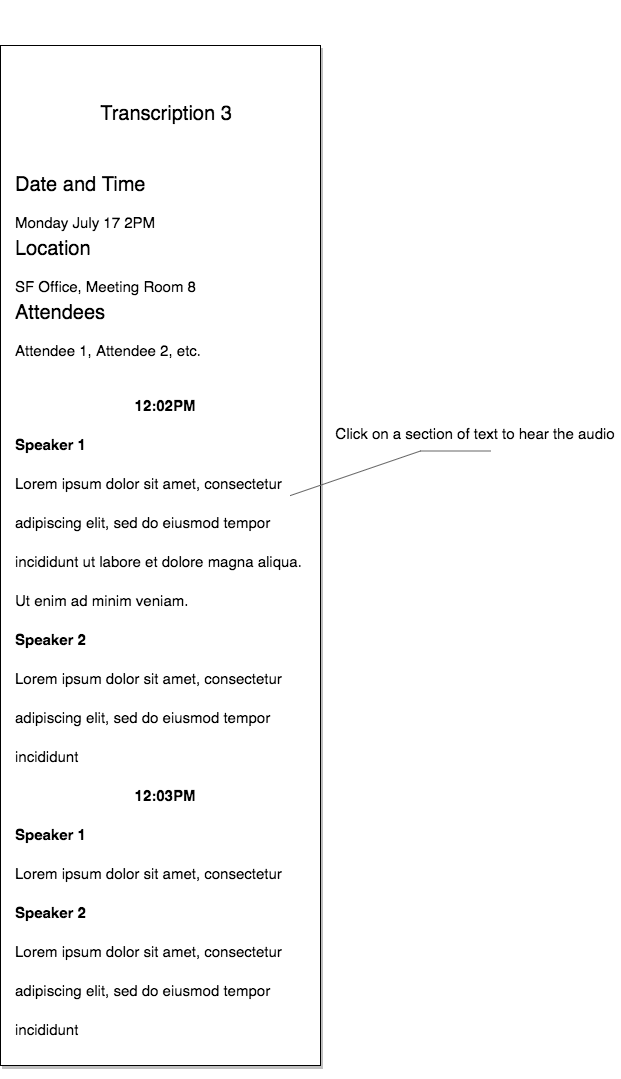 Transcription 3
Date and Time
Monday July 17 2PM
Location
SF Office, Meeting Room 8
Attendees
Attendee 1, Attendee 2, etc.
12:02PM
Click on a section of text to hear the audio
Speaker 1
Lorem ipsum dolor sit amet, consectetur
adipiscing elit, sed do eiusmod tempor
incididunt ut labore et dolore magna aliqua.
Ut enim ad minim veniam.
Speaker 2
Lorem ipsum dolor sit amet, consectetur
adipiscing elit, sed do eiusmod tempor
incididunt
12:03PM
Speaker 1
Lorem ipsum dolor sit amet, consectetur
Speaker 2
Lorem ipsum dolor sit amet, consectetur
adipiscing elit, sed do eiusmod tempor
incididunt